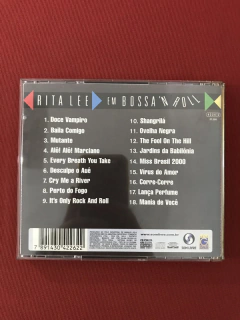 RITA LEE EM BOSSA'N ROLL
1. Doce Vampiro
2. Baila Comigo
3. Mutante
4. Alô! Alô! Marciano
5. Every Breath You Take
6. Desculpe o Auê
7. Cry Me a River
8. Perto do Fogo
9. It's Only Rock And Roll
10. Shangrilá
11. Ovelha Negra
12. The Fool On The Hill
13. Jardins da Babilônia
14. Miss Brasil 2000
15. Vírus do Amor
16. Corre-Corre
17. Lança Perfume
18. Mania de Você
7 891430 422622